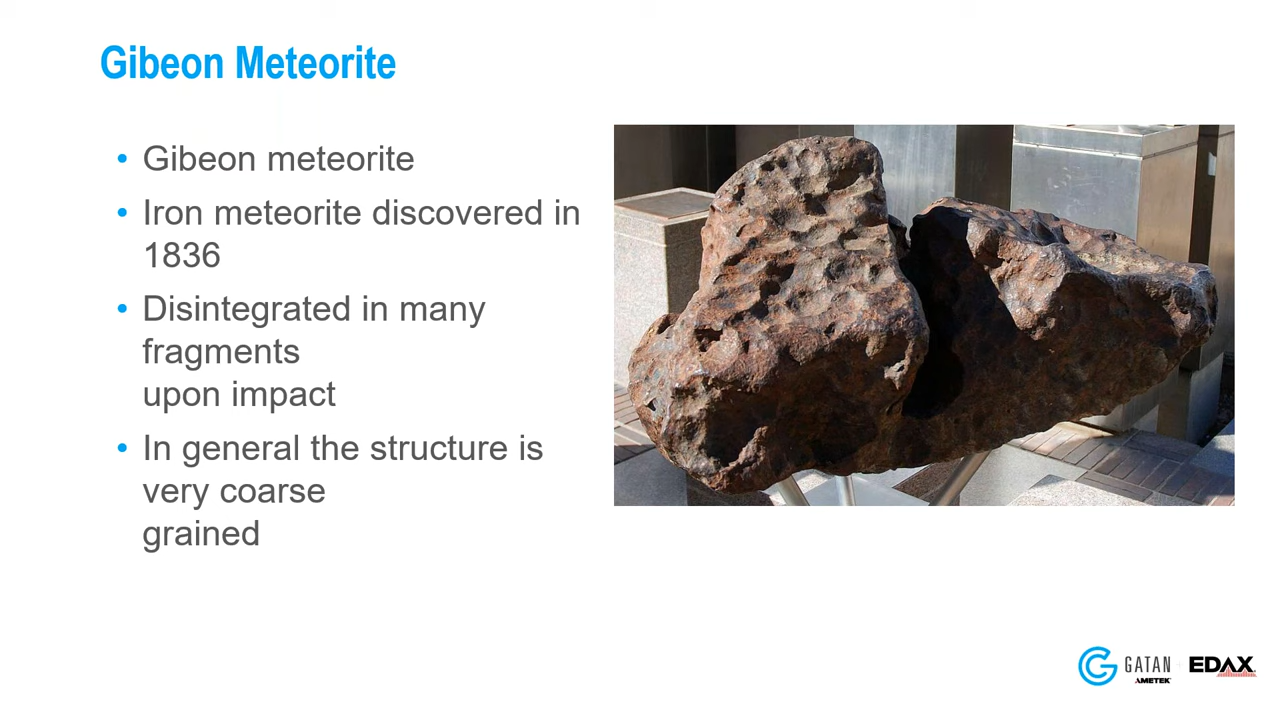 Gibeon Meteorite
• Gibeon meteorite
• Iron meteorite discovered in
1836
• Disintegrated in many
fragments
upon impact
• In general the structure is
very coarse
grained
GATAN + EDAX
AMETEK